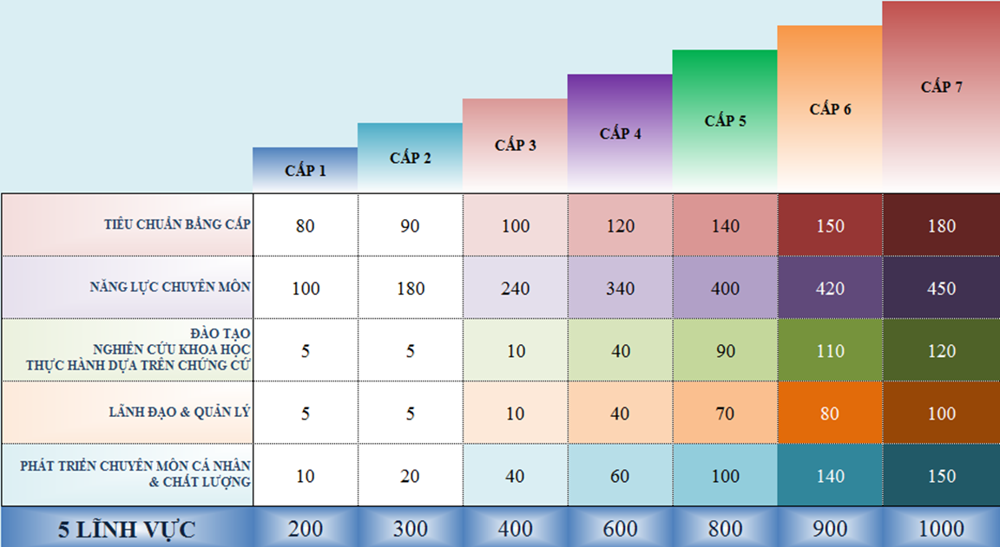 CẤP 1
CẤP 2
CẤP 3
CẤP 4
CẤP 5
CẤP 6
CẤP 7
TIÊU CHUẨN BẰNG CẤP 80 90 100 120 140 150 180
NĂNG LỰC CHUYÊN MÔN 100 180 240 340 400 420 450
ĐÀO TẠO
NGHIÊN CỨU KHOA HỌC
THỰC HÀNH DỰA TRÊN CHỨNG CỨ 5 5 10 40 90 110 120
LÃNH ĐẠO & QUẢN LÝ 5 5 10 40 70 80 100
PHÁT TRIỂN CHUYÊN MÔN CÁ NHÂN
& CHẤT LƯỢNG 10 20 40 60 100 140 150
5 LĨNH VỰC 200 300 400 600 800 900 1000